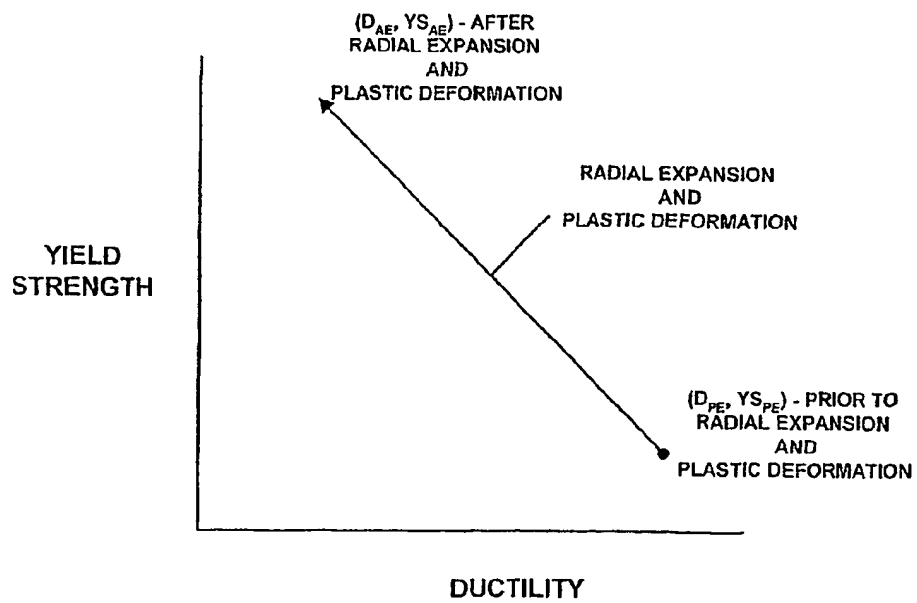 (D_AE, YS_AE) - AFTER
RADIAL EXPANSION
AND
PLASTIC DEFORMATION
RADIAL EXPANSION
AND
PLASTIC DEFORMATION
YIELD
STRENGTH
(D_PE, YS_PE) - PRIOR TO
RADIAL EXPANSION
AND
PLASTIC DEFORMATION
DUCTILITY